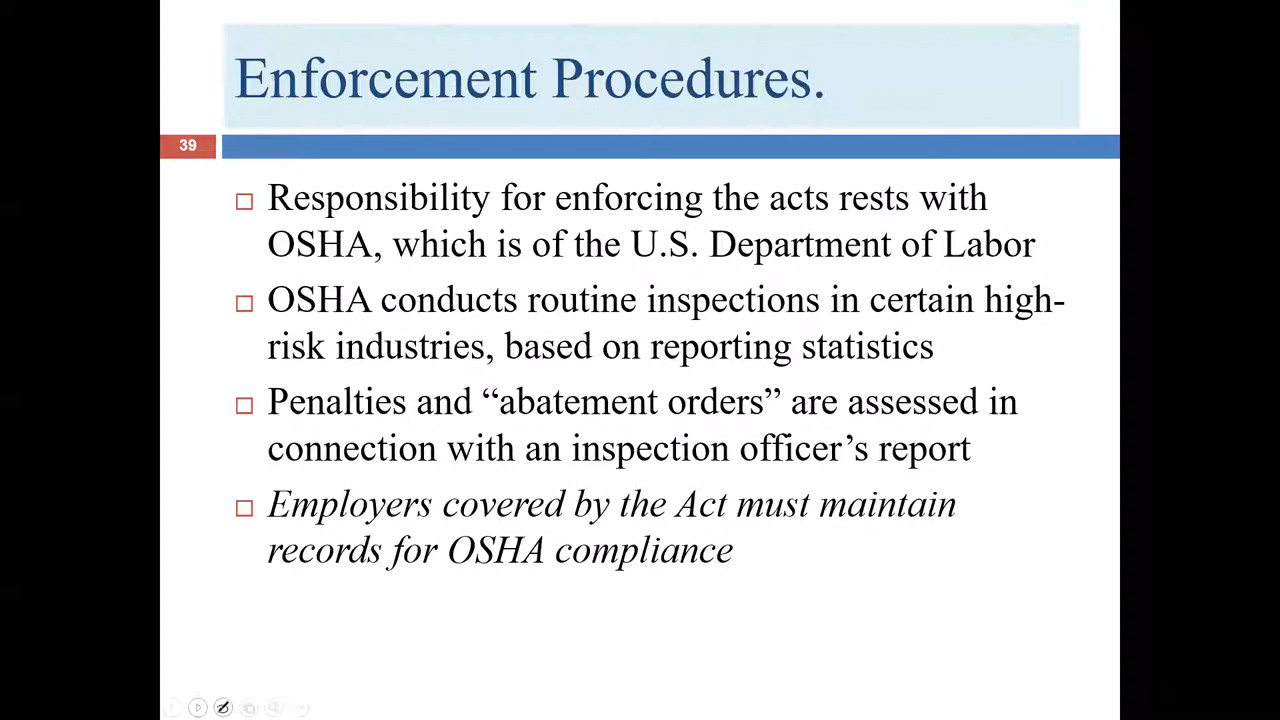 Enforcement Procedures.
39
Responsibility for enforcing the acts rests with
OSHA, which is of the U.S. Department of Labor
OSHA conducts routine inspections in certain high-
risk industries, based on reporting statistics
Penalties and “abatement orders” are assessed in
connection with an inspection officer’s report
Employers covered by the Act must maintain
records for OSHA compliance